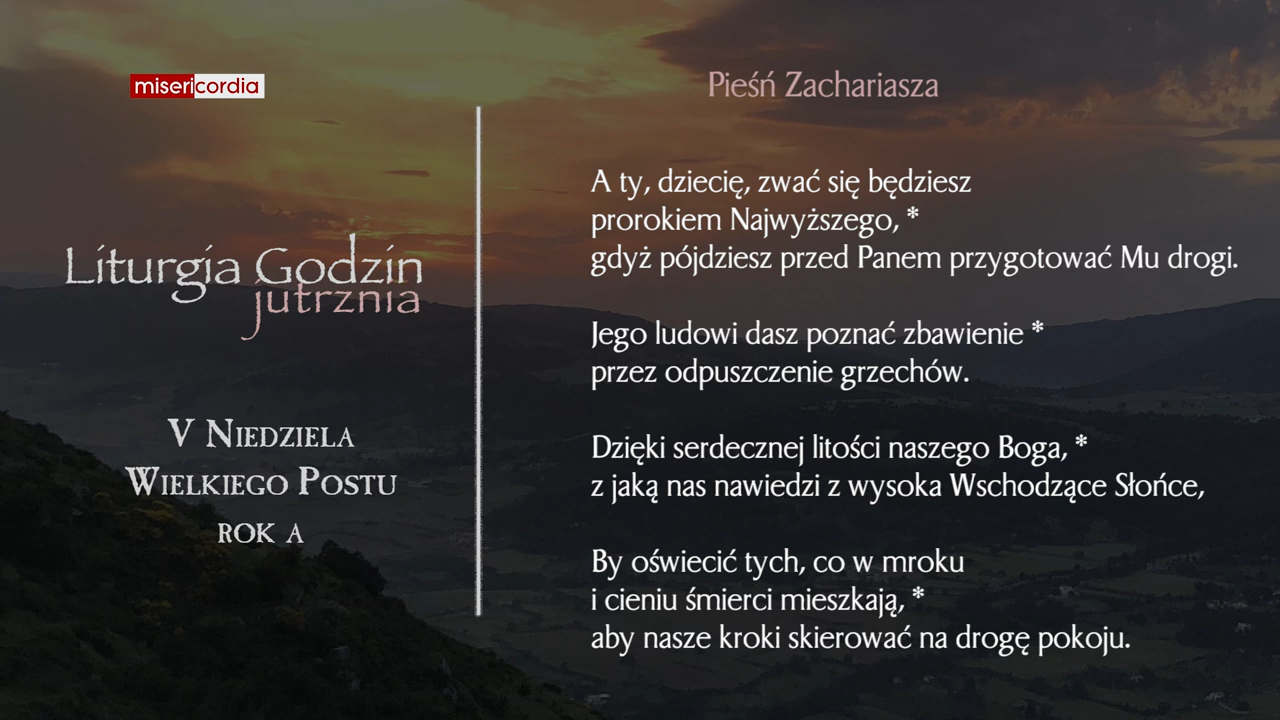 misericordia
Liturgia Godzin
jutrznia
V Niedziela
Wielkiego Postu
rok a
Pieśń Zachariasza
A ty, dziecię, zwać się będziesz
prorokiem Najwyższego, *
gdyż pójdziesz przed Panem przygotować Mu drogi.
Jego ludowi dasz poznać zbawienie *
przez odpuszczenie grzechów.
Dzięki serdecznej litości naszego Boga, *
z jaką nas nawiedzi z wysoka Wschodzące Słońce,
By oświecić tych, co w mroku
i cieniu śmierci mieszkają, *
aby nasze kroki skierować na drogę pokoju.